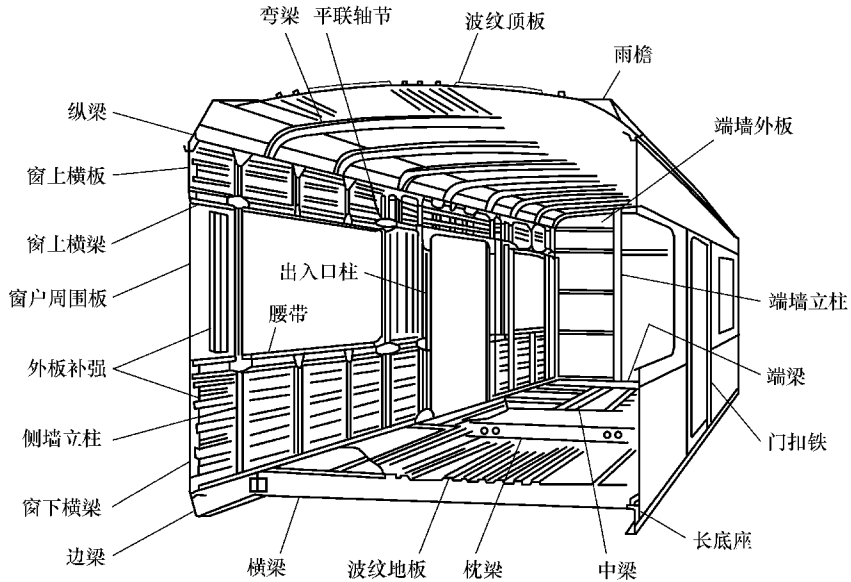 弯梁
平联轴节
波纹顶板
雨檐
纵梁
端墙外板
窗上横板
窗上横梁
出入口柱
窗户周围板
端墙立柱
腰带
外板补强
端梁
侧墙立柱
门扣铁
窗下横梁
长底座
边梁
横梁
波纹地板
枕梁
中梁